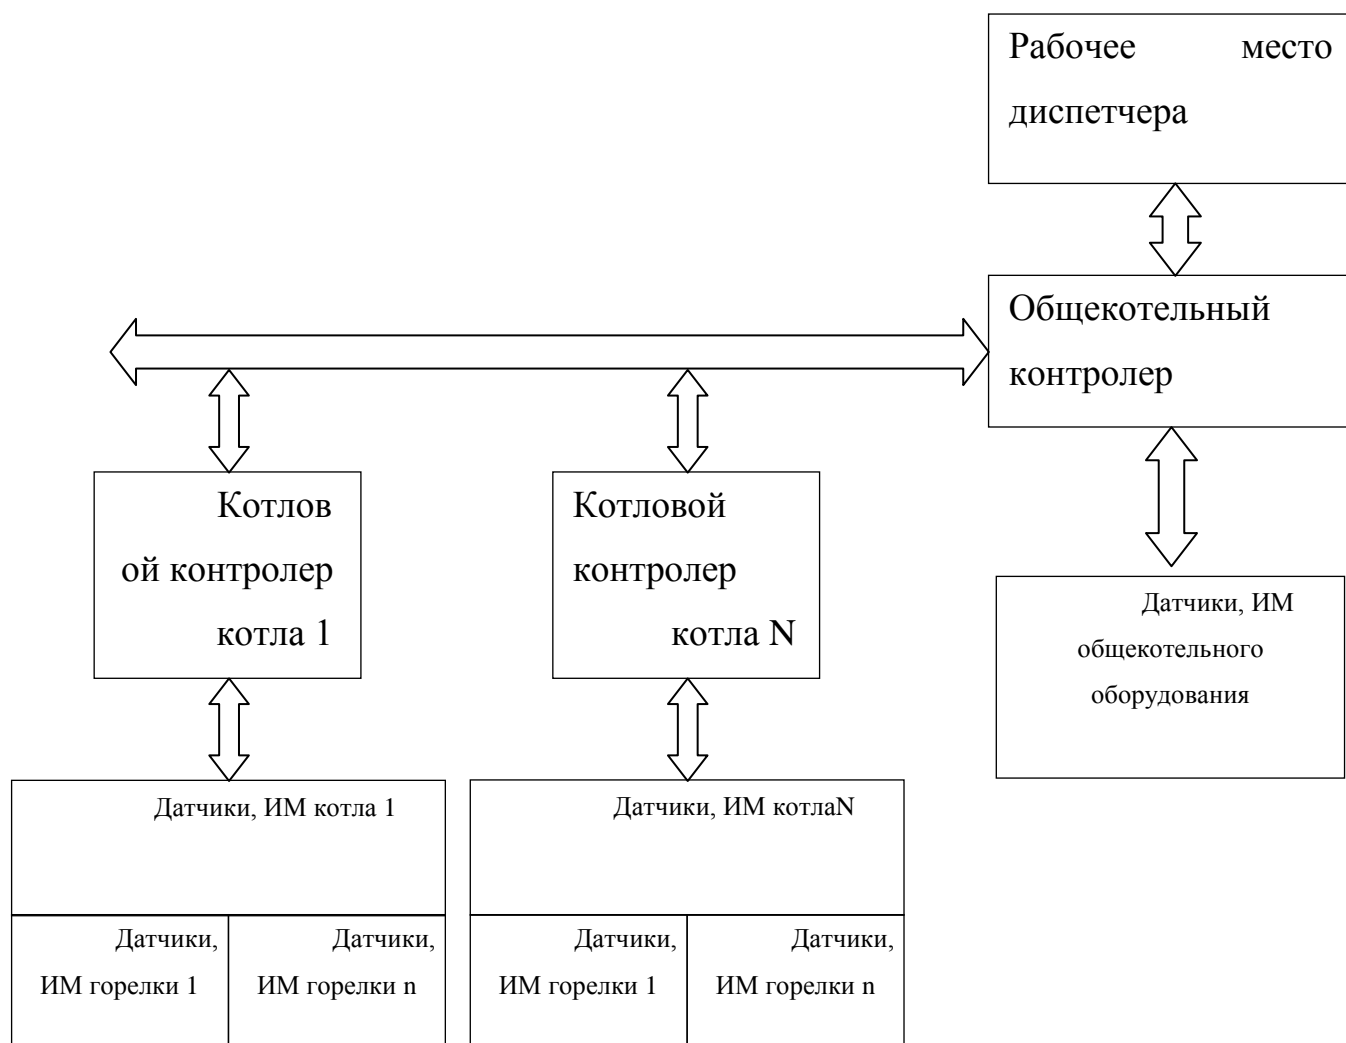 Рабочее место
диспетчера
Общекотельный
контролер
Котлов
ой контролер
котла 1
Котловой
контролер
котла N
Датчики, ИМ
общекотельного
оборудования
Датчики, ИМ котла 1
Датчики,
ИМ горелки 1
Датчики,
ИМ горелки n
Датчики, ИМ котлаN
Датчики,
ИМ горелки 1
Датчики,
ИМ горелки n